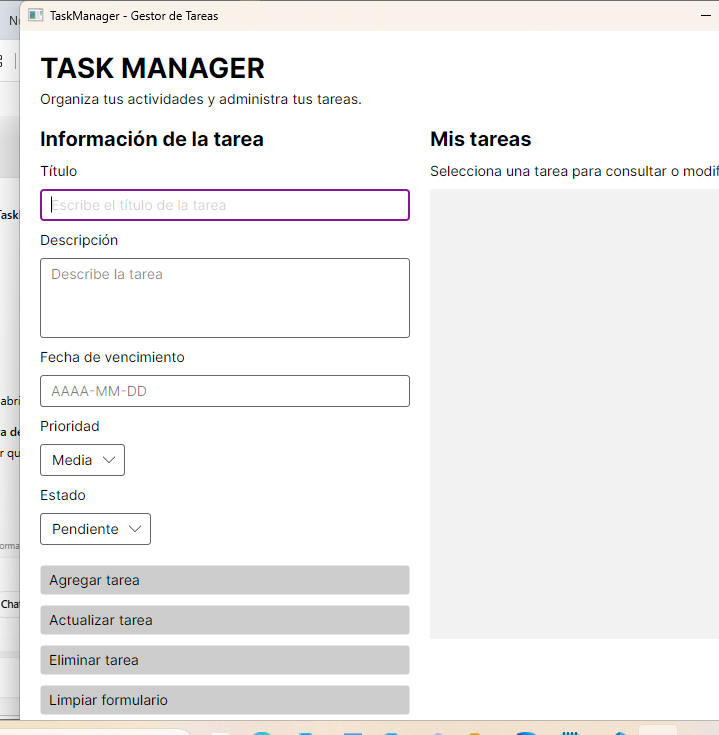 TaskManager - Gestor de Tareas
TASK MANAGER
Organiza tus actividades y administra tus tareas.
Información de la tarea
Título
Escribe el título de la tarea
Descripción
Describe la tarea
Fecha de vencimiento
AAAA-MM-DD
Prioridad
Media
Estado
Pendiente
Agregar tarea
Actualizar tarea
Eliminar tarea
Limpiar formulario
Mis tareas
Selecciona una tarea para consultar o modif